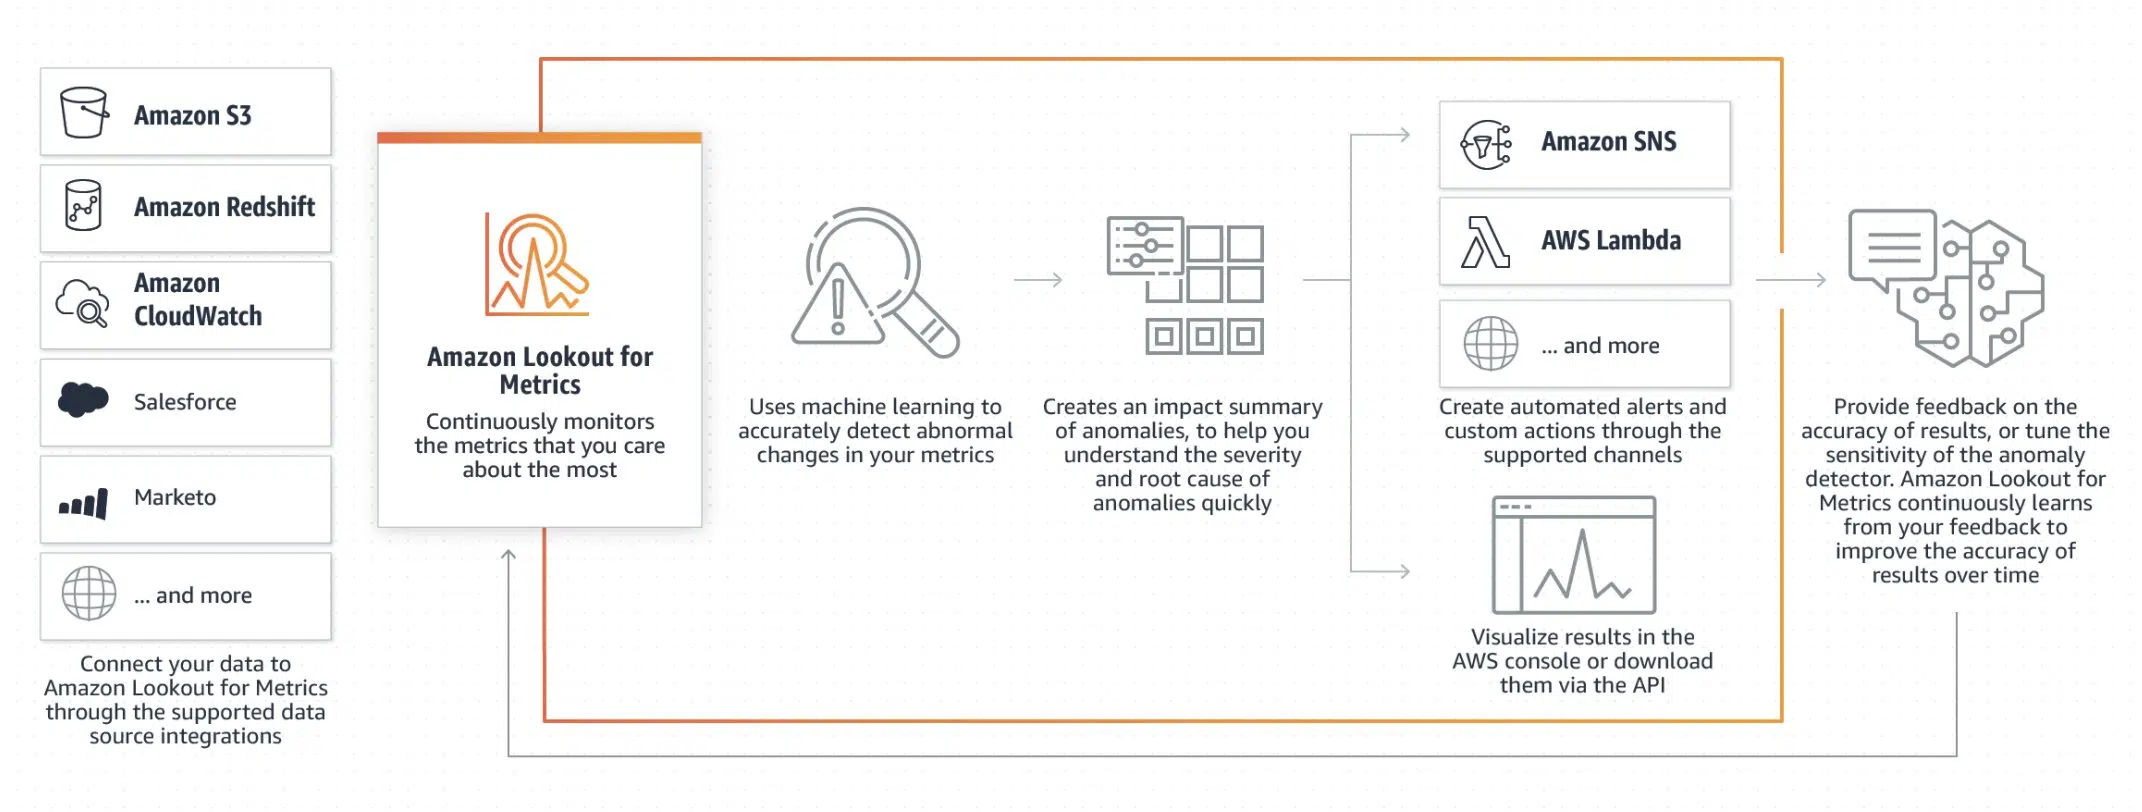 Amazon S3
Amazon Redshift
Amazon
CloudWatch
Salesforce
Marketo
... and more
Connect your data to
Amazon Lookout for Metrics
through the supported data
source integrations
Amazon Lookout for
Metrics
Continuously monitors
the metrics that you care
about the most
Uses machine learning to
accurately detect abnormal
changes in your metrics
Creates an impact summary
of anomalies, to help you
understand the severity
and root cause of
anomalies quickly
Amazon SNS
AWS Lambda
... and more
Create automated alerts and
custom actions through the
supported channels
Visualize results in the
AWS console or download
them via the API
Provide feedback on the
accuracy of results, or tune the
sensitivity of the anomaly
detector. Amazon Lookout for
Metrics continuously learns
from your feedback to
improve the accuracy of
results over time